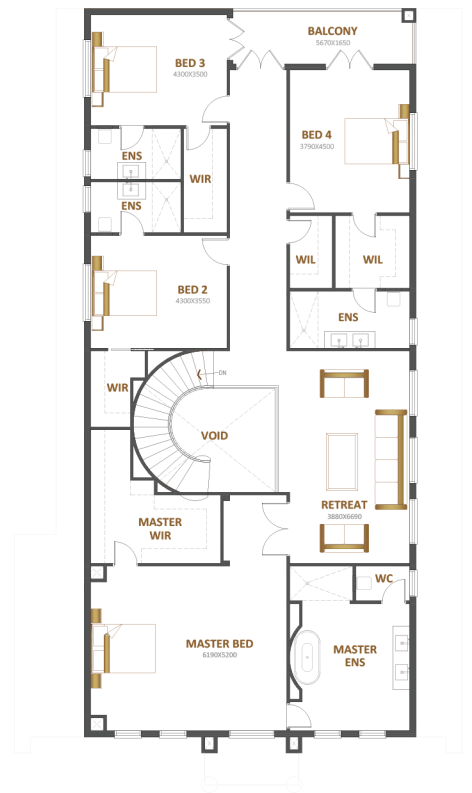 BALCONY
5670X1650
BED 3
4300X3500
BED 4
3790X4500
ENS
WIR
ENS
WIL
WIL
BED 2
4300X3550
ENS
DN
WIR
VOID
RETREAT
3880X6690
MASTER
WIR
WC
MASTER BED
6190X5200
MASTER
ENS